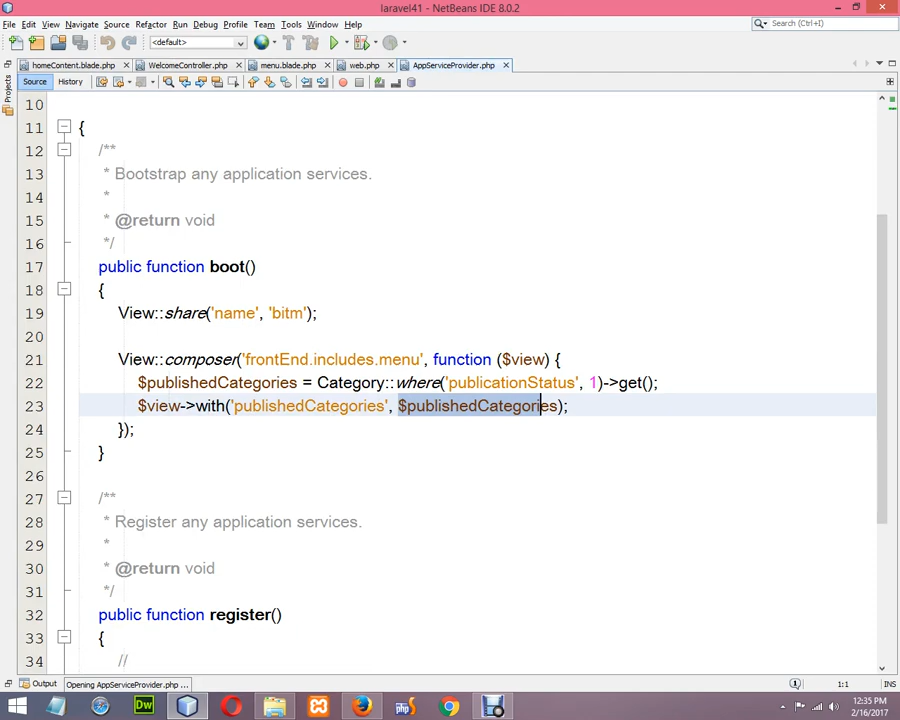 laravel41 - NetBeans IDE 8.0.2
File Edit View Navigate Source Refactor Run Debug Profile Team Tools Window Help
Search (Ctrl+I)
<default>
homeContent.blade.php WelcomeController.php menu.blade.php web.php AppServiceProvider.php
Source History
Projects
10
11 {
12 /**
13 * Bootstrap any application services.
14 *
15 * @return void
16 */
17 public function boot()
18 {
19 View::share('name', 'bitm');
20
21 View::composer('frontEnd.includes.menu', function ($view) {
22 $publishedCategories = Category::where('publicationStatus', 1)->get();
23 $view->with('publishedCategories', $publishedCategories);
24 });
25 }
26
27 /**
28 * Register any application services.
29 *
30 * @return void
31 */
32 public function register()
33 {
34 //
Output Opening AppServiceProvider.php ... 1:1 INS
Dw php 12:35 PM
2/16/2017